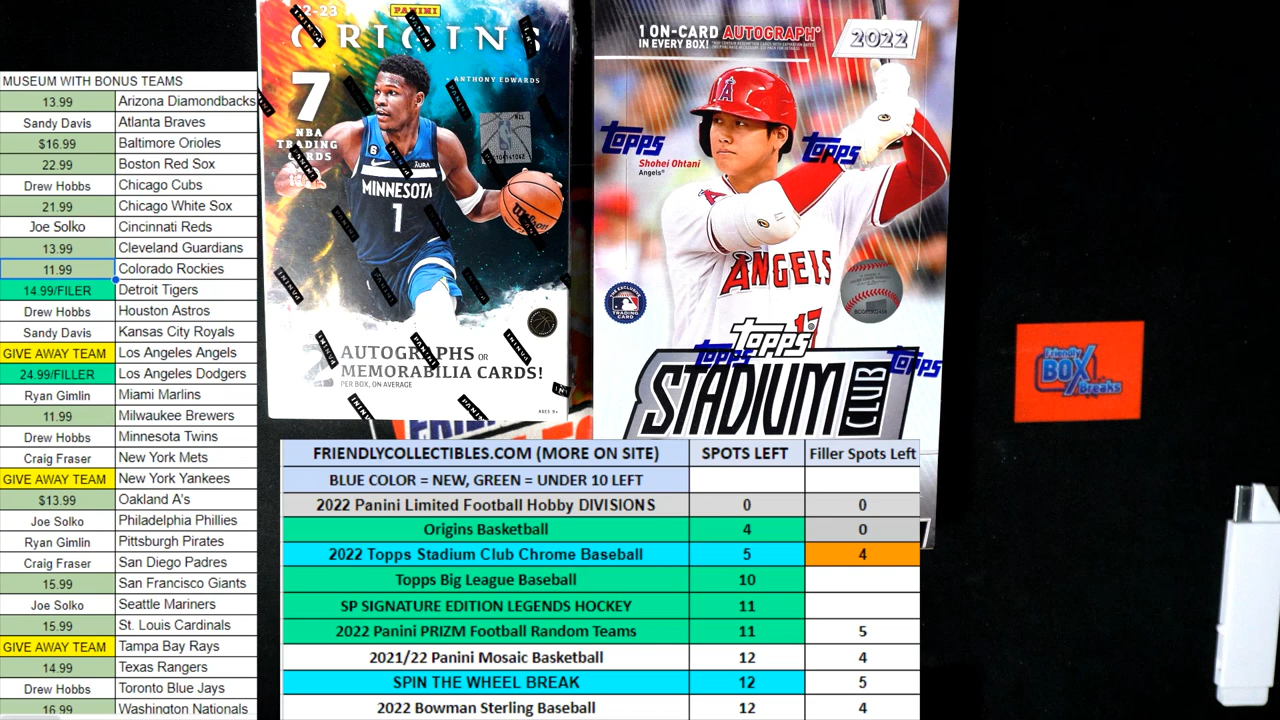 MUSEUM WITH BONUS TEAMS
13.99 Arizona Diamondbacks
Sandy Davis Atlanta Braves
$16.99 Baltimore Orioles
22.99 Boston Red Sox
Drew Hobbs Chicago Cubs
21.99 Chicago White Sox
Joe Solko Cincinnati Reds
13.99 Cleveland Guardians
11.99 Colorado Rockies
14.99/FILER Detroit Tigers
Drew Hobbs Houston Astros
Sandy Davis Kansas City Royals
GIVE AWAY TEAM Los Angeles Angels
24.99/FILLER Los Angeles Dodgers
Ryan Gimlin Miami Marlins
11.99 Milwaukee Brewers
Drew Hobbs Minnesota Twins
Craig Fraser New York Mets
GIVE AWAY TEAM New York Yankees
$13.99 Oakland A's
Joe Solko Philadelphia Phillies
Ryan Gimlin Pittsburgh Pirates
Craig Fraser San Diego Padres
15.99 San Francisco Giants
Joe Solko Seattle Mariners
15.99 St. Louis Cardinals
GIVE AWAY TEAM Tampa Bay Rays
14.99 Texas Rangers
Drew Hobbs Toronto Blue Jays
16.99 Washington Nationals
PANINI
ORIGINS
ANTHONY EDWARDS
7
NBA
TRADING
CARDS
AURA
MINNESOTA
1
Wilson
AUTOGRAPHS OR
MEMORABILIA CARDS!
PER BOX, ON AVERAGE
AGES 9+
1 ON-CARD AUTOGRAPH*
IN EVERY BOX!
2022
TOPPS
TOPPS
Shohei Ohtani
Angels®
ANGELS
17
TOPPS
TOPPS
TOPPS
STADIUM
CLUB
Friendly
BOX
Breaks
FRIENDLYCOLLECTIBLES.COM (MORE ON SITE) SPOTS LEFT Filler Spots Left
BLUE COLOR = NEW, GREEN = UNDER 10 LEFT
2022 Panini Limited Football Hobby DIVISIONS 0 0
Origins Basketball 4 0
2022 Topps Stadium Club Chrome Baseball 5 4
Topps Big League Baseball 10
SP SIGNATURE EDITION LEGENDS HOCKEY 11
2022 Panini PRIZM Football Random Teams 11 5
2021/22 Panini Mosaic Basketball 12 4
SPIN THE WHEEL BREAK 12 5
2022 Bowman Sterling Baseball 12 4